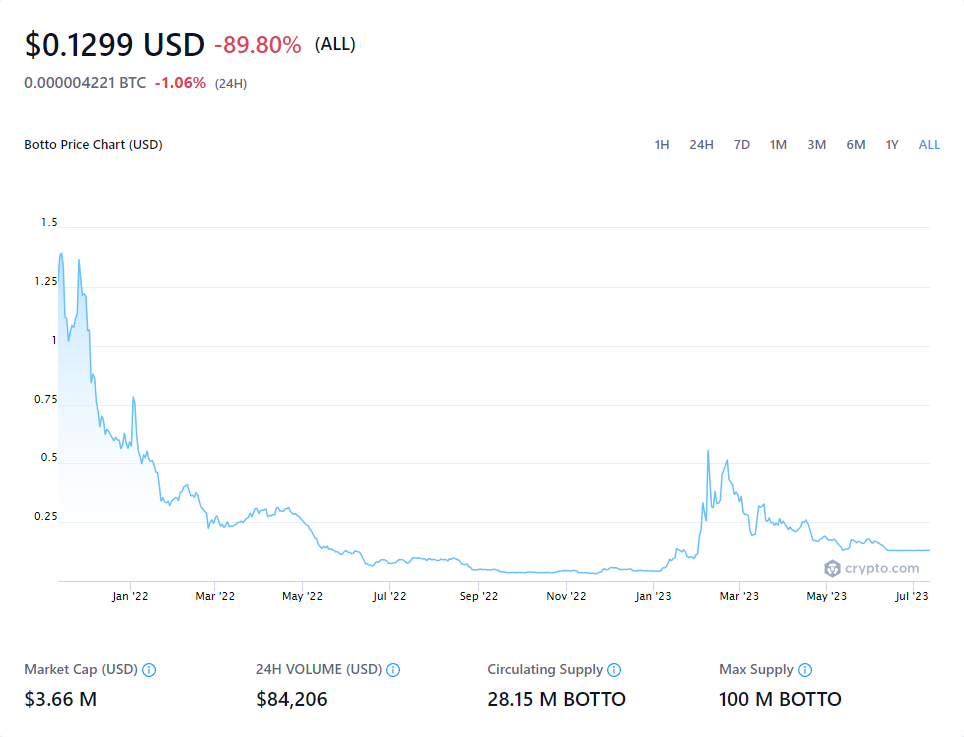 $0.1299 USD -89.80% (ALL)
0.000004221 BTC -1.06% (24H)
Botto Price Chart (USD) 1H 24H 7D 1M 3M 6M 1Y ALL
1.5
1.25
1
0.75
0.5
0.25
crypto.com
Jan '22 Mar '22 May '22 Jul '22 Sep '22 Nov '22 Jan '23 Mar '23 May '23 Jul '23
Market Cap (USD) 24H VOLUME (USD) Circulating Supply Max Supply
$3.66 M $84,206 28.15 M BOTTO 100 M BOTTO